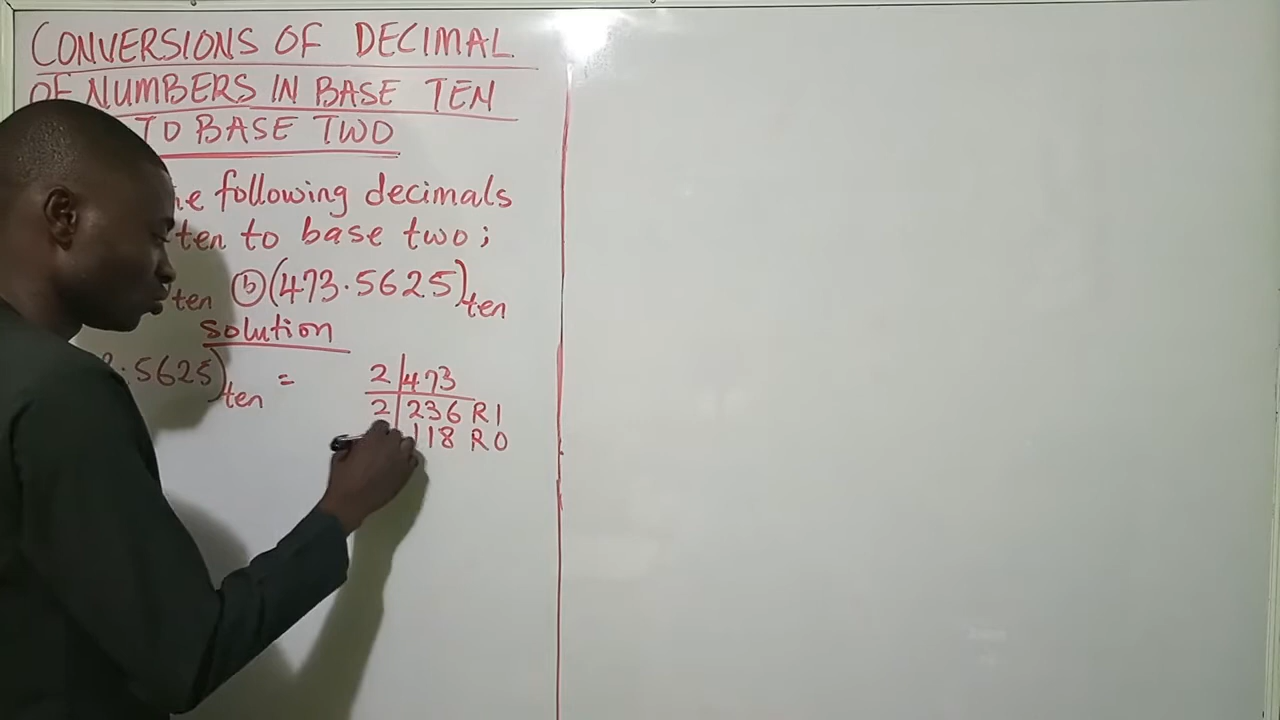 CONVERSIONS OF DECIMAL
OF NUMBERS IN BASE TEN
TO BASE TWO
following decimals
ten to base two;
ten ⓑ(473.5625)ten
solution
.5625)ten =
2 473
2 236 R1
118 R0